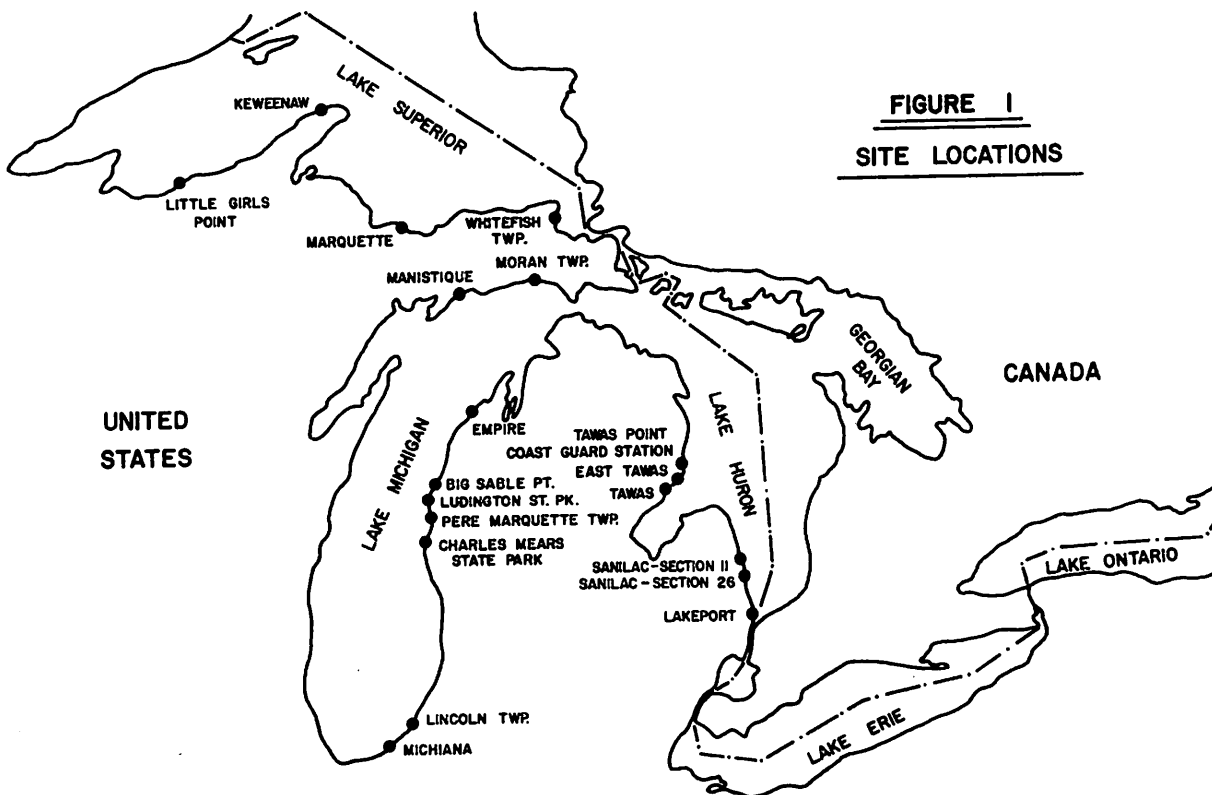 FIGURE 1
SITE LOCATIONS
LAKE SUPERIOR
KEWEENAW
LITTLE GIRLS
POINT
MARQUETTE
WHITEFISH
TWP.
MORAN TWP.
MANISTIQUE
GEORGIAN
BAY
CANADA
UNITED
STATES
LAKE MICHIGAN
EMPIRE
LAKE HURON
TAWAS POINT
COAST GUARD STATION
EAST TAWAS
TAWAS
BIG SABLE PT.
LUDINGTON ST. PK.
PERE MARQUETTE TWP.
CHARLES MEARS
STATE PARK
SANILAC-SECTION 11
SANILAC-SECTION 26
LAKEPORT
LAKE ONTARIO
LINCOLN TWP.
MICHIANA
LAKE ERIE